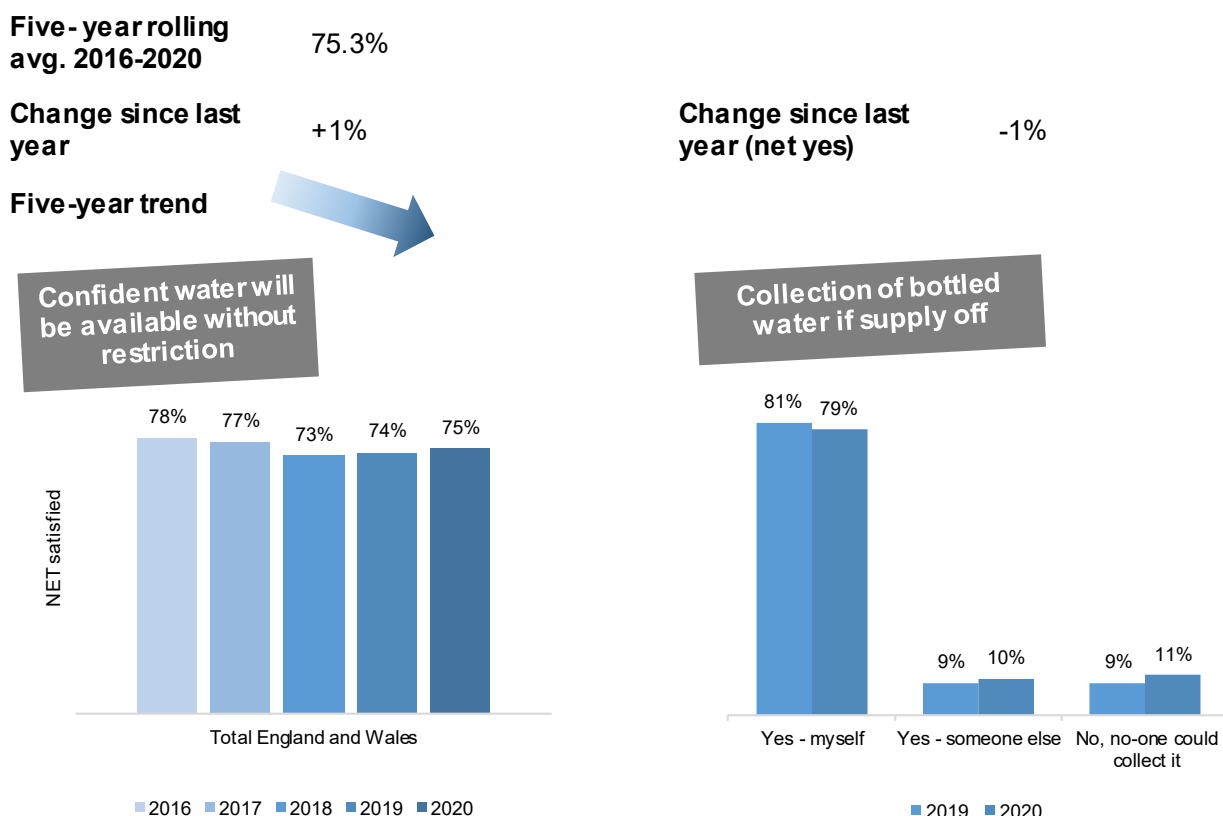 Five- year rolling
avg. 2016-2020
75.3%
Change since last
year
+1%
Five-year trend
Confident water will
be available without
restriction
78%
77%
73%
74%
75%
NET satisfied
Total England and Wales
2016 2017 2018 2019 2020
Change since last
year (net yes)
-1%
Collection of bottled
water if supply off
81%
79%
9%
10%
9%
11%
Yes - myself
Yes - someone else
No, no-one could
collect it
2019 2020